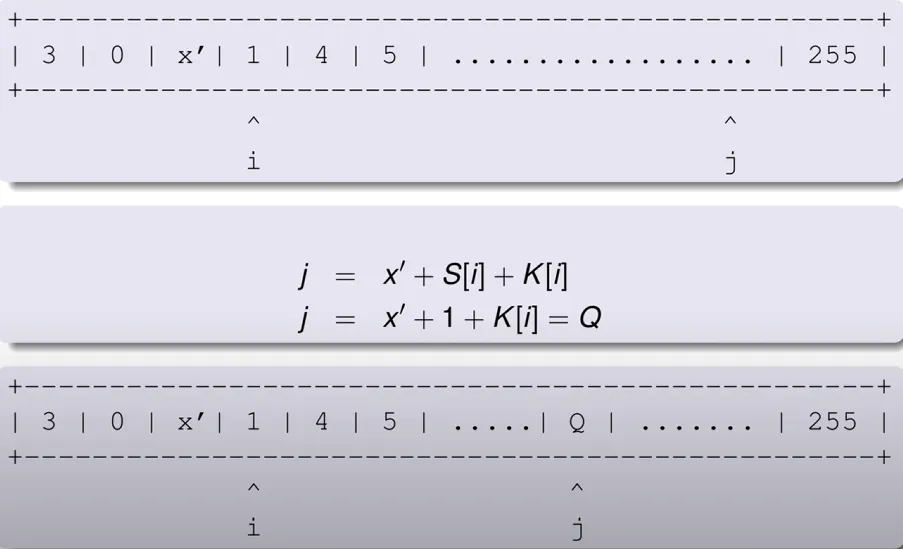 +--------------------------------------------------+
| 3 | 0 | x′| 1 | 4 | 5 | .................. | 255 |
+--------------------------------------------------+
^ ^
i j
j = x′ + S[i] + K[i]
j = x′ + 1 + K[i] = Q
+--------------------------------------------------+
| 3 | 0 | x′| 1 | 4 | 5 | .....| Q | ....... | 255 |
+--------------------------------------------------+
^ ^
i j